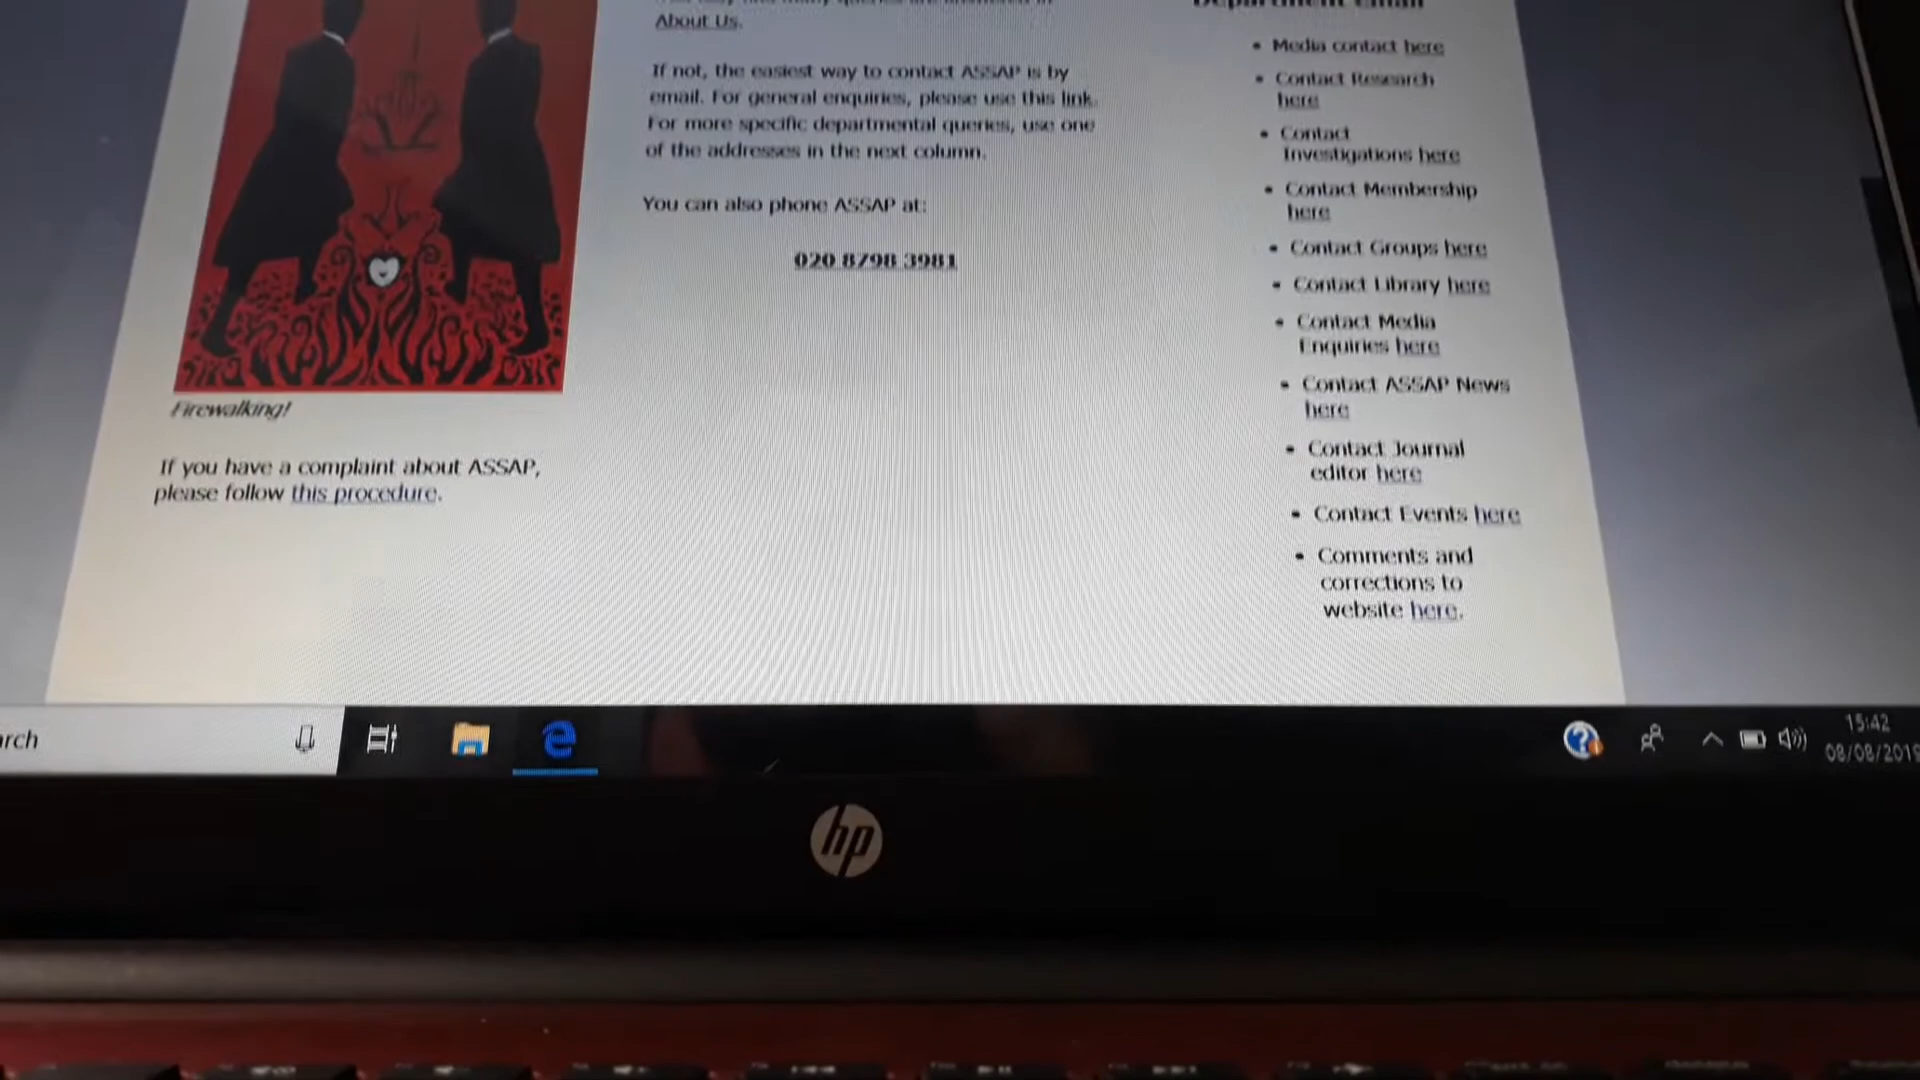 About Us.
If not, the easiest way to contact ASSAP is by
email. For general enquiries, please use this link.
For more specific departmental queries, use one
of the addresses in the next column.
You can also phone ASSAP at:
020 8798 3981
Firewalking!
If you have a complaint about ASSAP,
please follow this procedure.
Department Email
• Media contact here
• Contact Research
here
• Contact
Investigations here
• Contact Membership
here
• Contact Groups here
• Contact Library here
• Contact Media
Enquiries here
• Contact ASSAP News
here
• Contact Journal
editor here
• Contact Events here
• Comments and
corrections to
website here.
arch
15:42
08/08/2019
hp